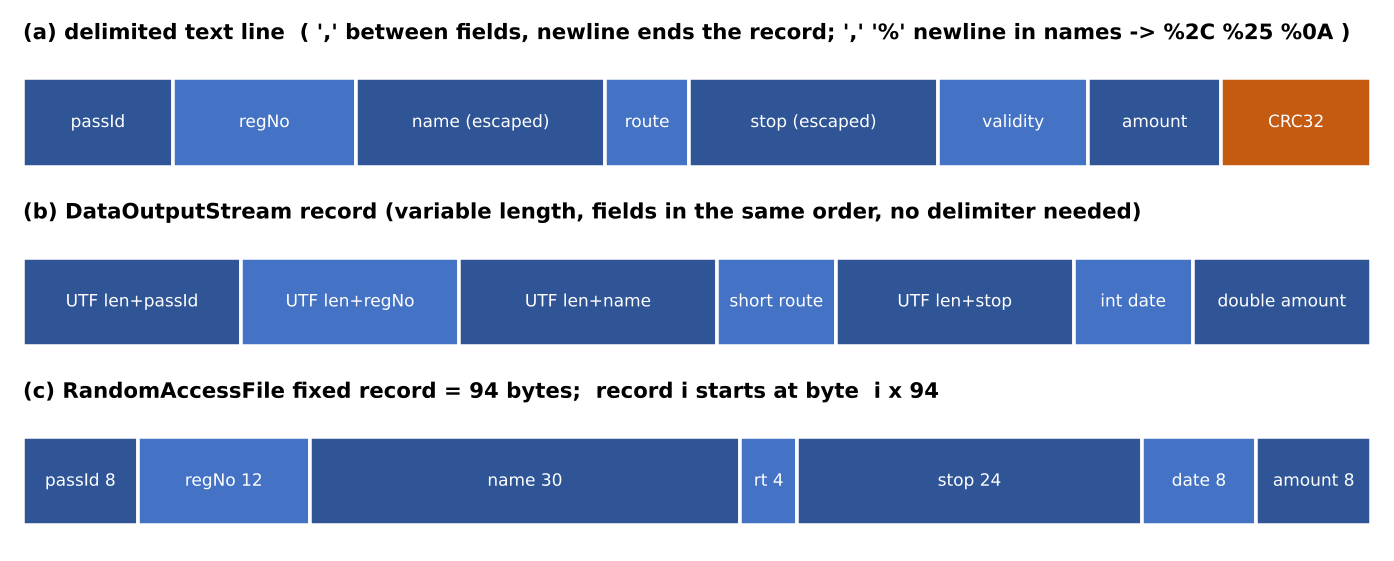 (a) delimited text line  ( ',' between fields, newline ends the record; ',' '%' newline in names -> %2C %25 %0A )
passId regNo name (escaped) route stop (escaped) validity amount CRC32
(b) DataOutputStream record (variable length, fields in the same order, no delimiter needed)
UTF len+passId UTF len+regNo UTF len+name short route UTF len+stop int date double amount
(c) RandomAccessFile fixed record = 94 bytes;  record i starts at byte  i x 94
passId 8 regNo 12 name 30 rt 4 stop 24 date 8 amount 8